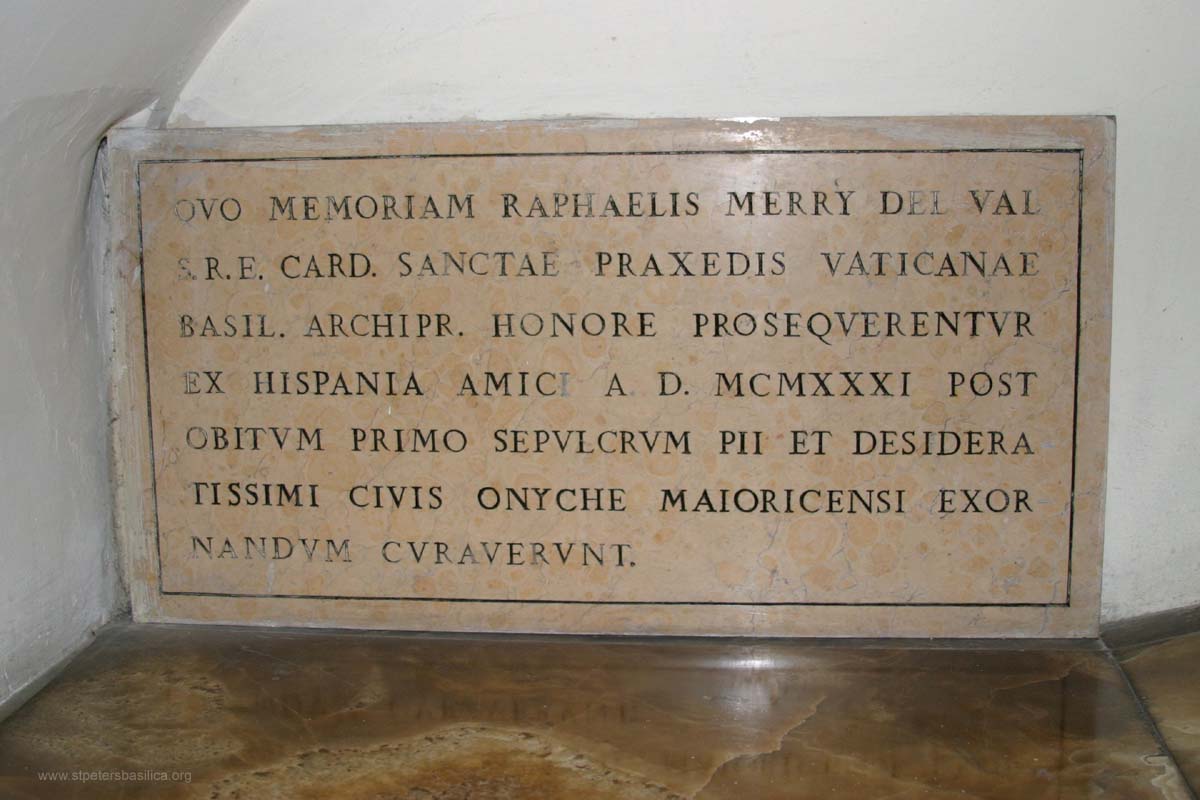 QVO MEMORIAM RAPHAELIS MERRY DEL VAL
S.R.E. CARD. SANCTAE PRAXEDIS VATICANAE
BASIL. ARCHIPR. HONORE PROSEQVERENTVR
EX HISPANIA AMICI A. D. MCMXXXI POST
OBITVM PRIMO SEPVLCRVM PII ET DESIDERA
TISSIMI CIVIS ONYCHE MAIORICENSI EXOR
NANDVM CVRAVERVNT.
www.stpetersbasilica.org